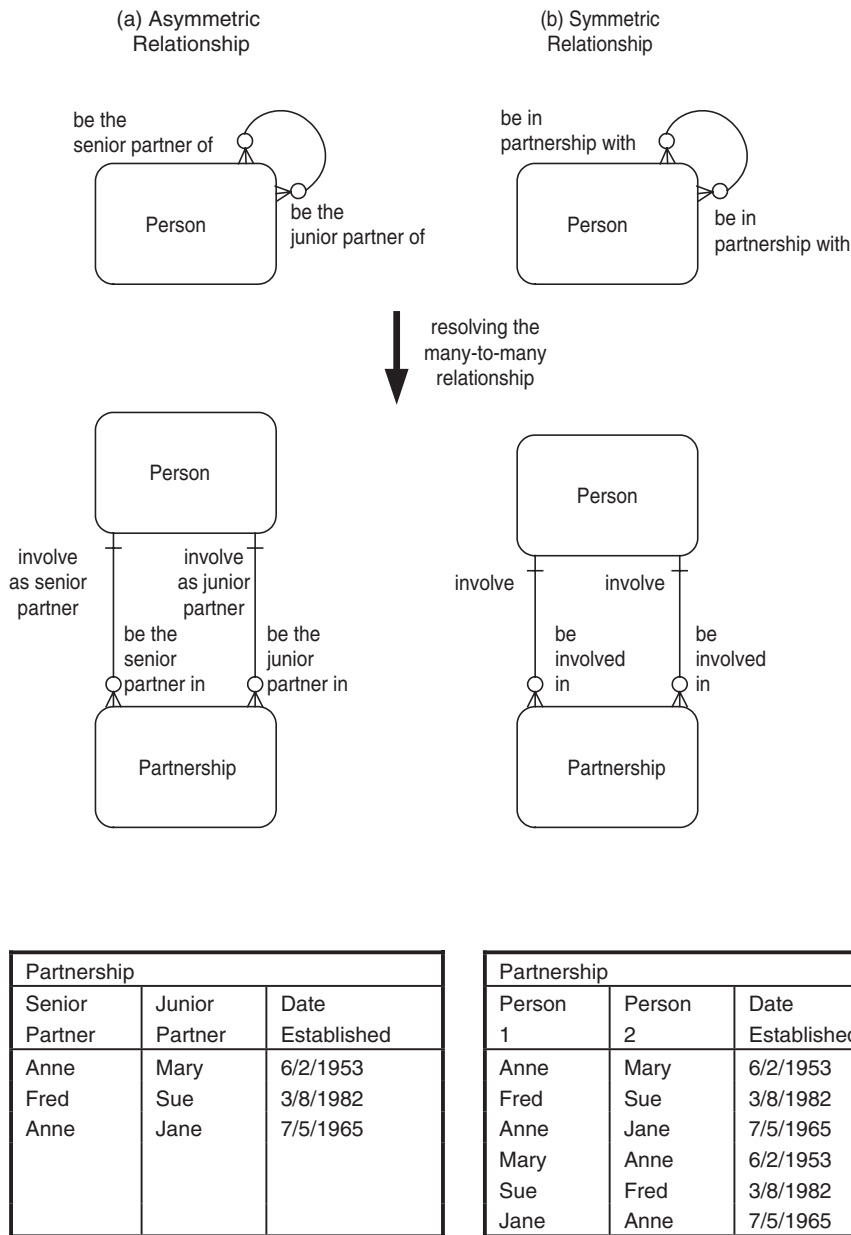 (a) Asymmetric
Relationship
(b) Symmetric
Relationship
be the
senior partner of
Person
be the
junior partner of
be in
partnership with
Person
be in
partnership with
resolving the
many-to-many
relationship
Person
involve
as senior
partner
involve
as junior
partner
be the
senior
partner in
be the
junior
partner in
Partnership
Person
involve
involve
be
involved
in
be
involved
in
Partnership
Partnership
Senior Junior Date
Partner Partner Established
Anne Mary 6/2/1953
Fred Sue 3/8/1982
Anne Jane 7/5/1965
Partnership
Person Person Date
1 2 Established
Anne Mary 6/2/1953
Fred Sue 3/8/1982
Anne Jane 7/5/1965
Mary Anne 6/2/1953
Sue Fred 3/8/1982
Jane Anne 7/5/1965